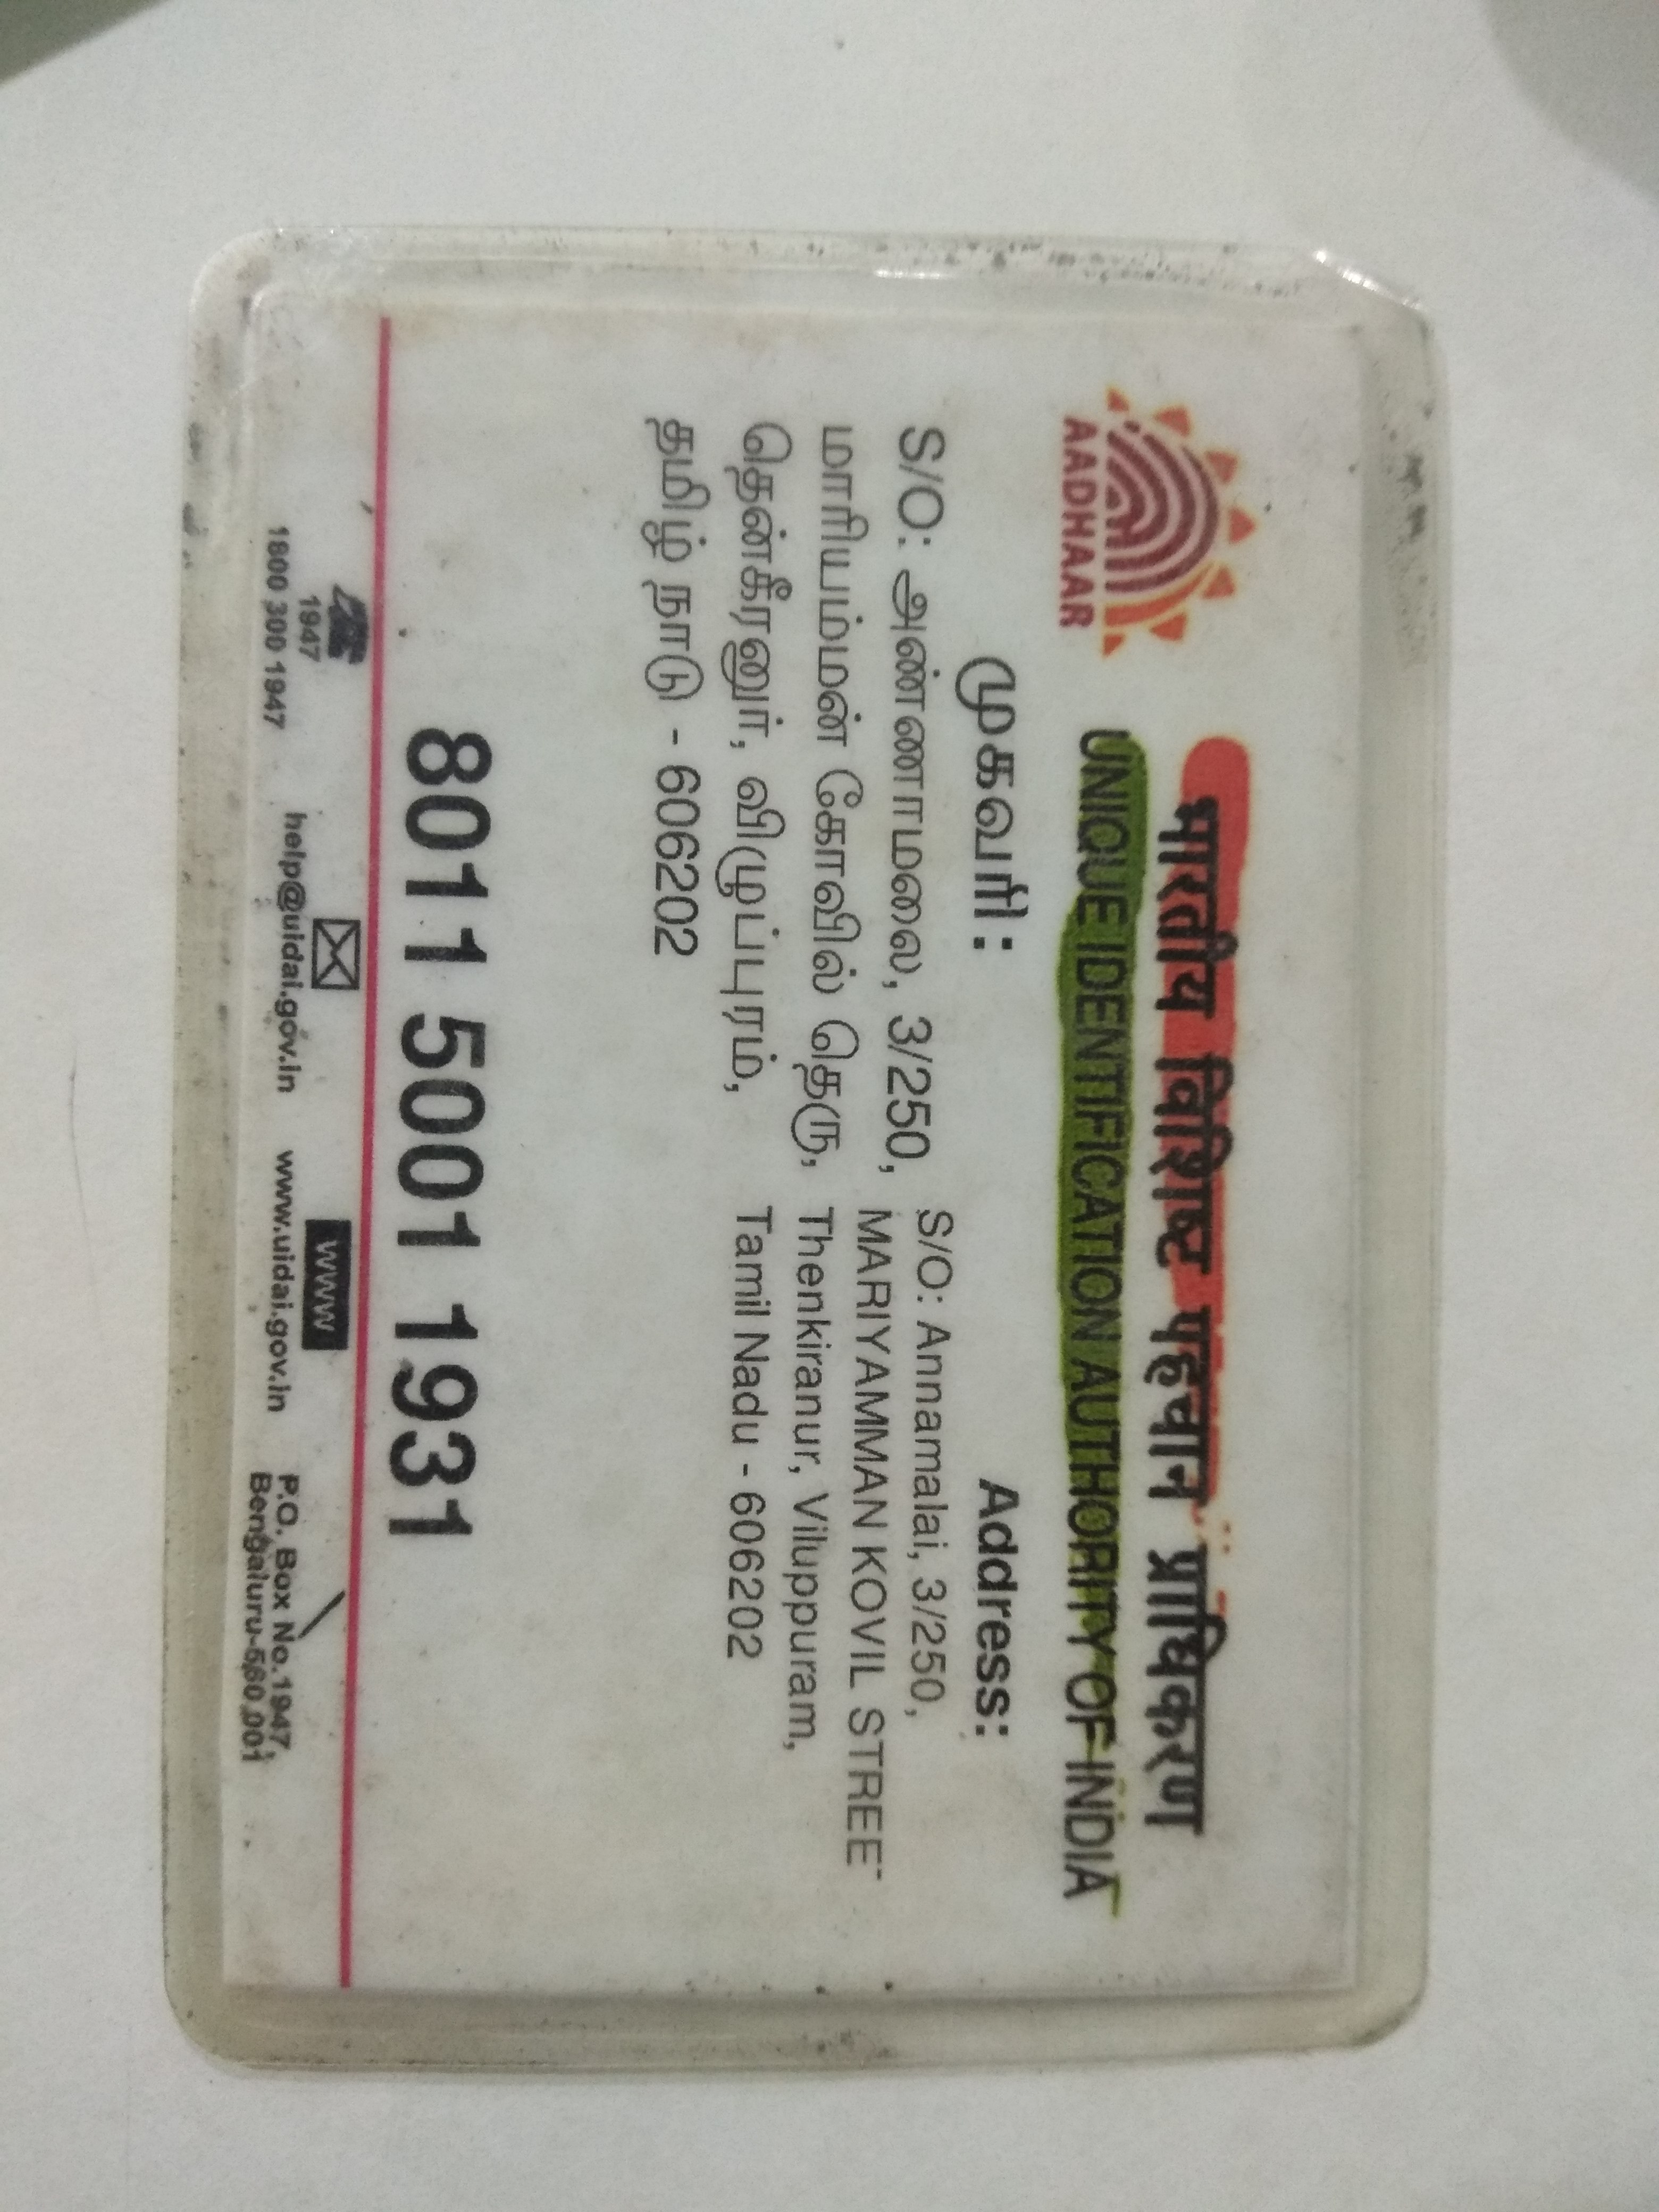 भारतीय विशिष्ट पहचान प्राधिकरण
UNIQUE IDENTIFICATION AUTHORITY OF INDIA
AADHAAR
முகவரி:
S/O: அண்ணாமலை, 3/250,
மாரியம்மன் கோவில் தெரு,
தென்கீரனூர், விழுப்புரம்,
தமிழ் நாடு - 606202
Address:
S/O: Annamalai, 3/250,
MARIYAMMAN KOVIL STREET
Thenkiranur, Viluppuram,
Tamil Nadu - 606202
8011 5001 1931
1947
1800 300 1947
help@uidai.gov.in
www
www.uidai.gov.in
P.O. Box No.1947,
Bengaluru-560 001